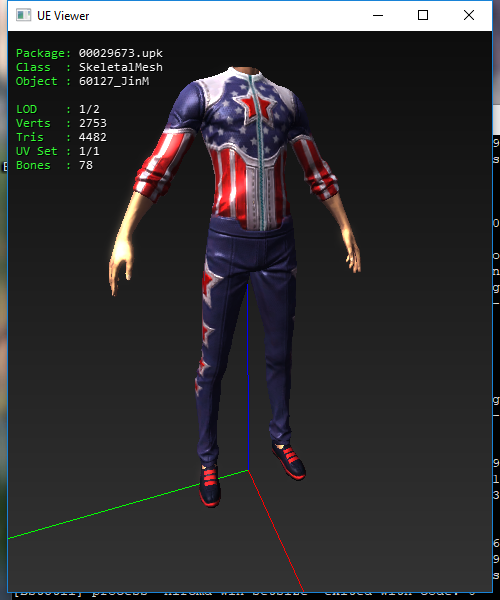 UE Viewer
Package: 00029673.upk
Class : SkeletalMesh
Object : 60127_JinM
LOD : 1/2
Verts : 2753
Tris : 4482
UV Set : 1/1
Bones : 78